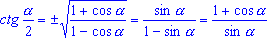 ctg α/2 = ±√((1 + cos α)/(1 − cos α)) = sin α/(1 − sin α) = (1 + cos α)/sin α